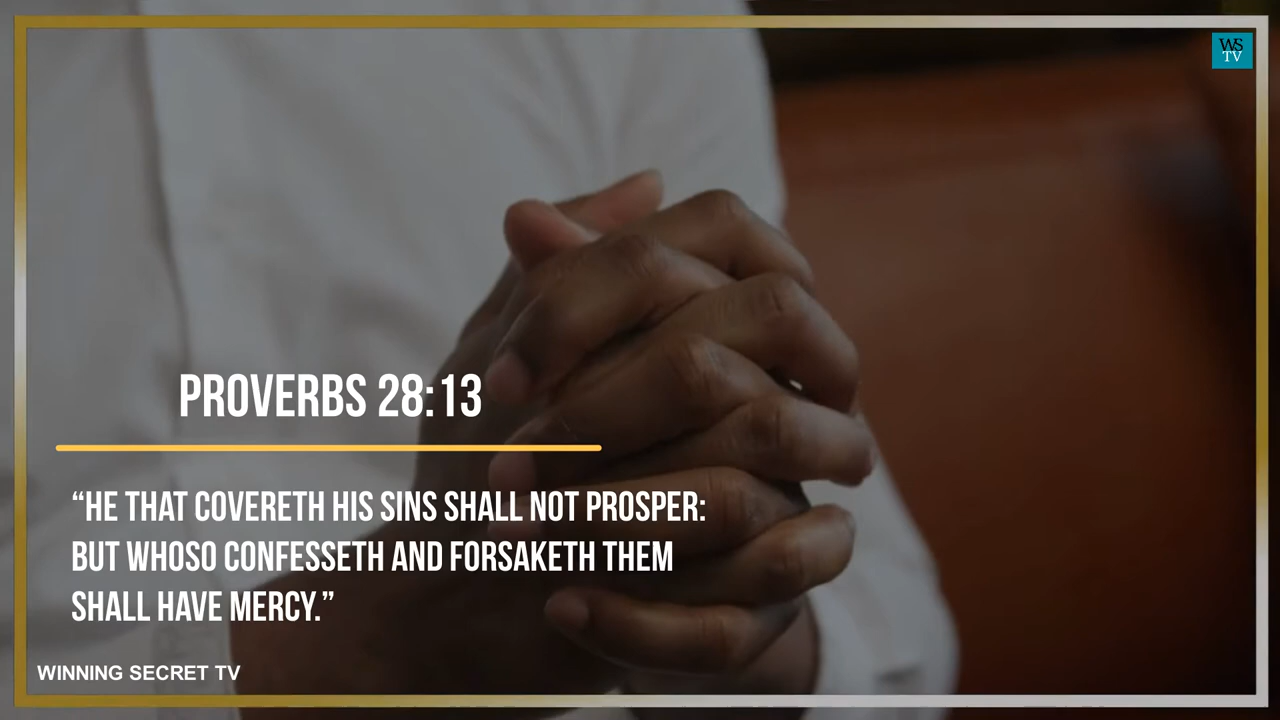 WS
TV
PROVERBS 28:13
“HE THAT COVERETH HIS SINS SHALL NOT PROSPER:
BUT WHOSO CONFESSETH AND FORSAKETH THEM
SHALL HAVE MERCY.”
WINNING SECRET TV